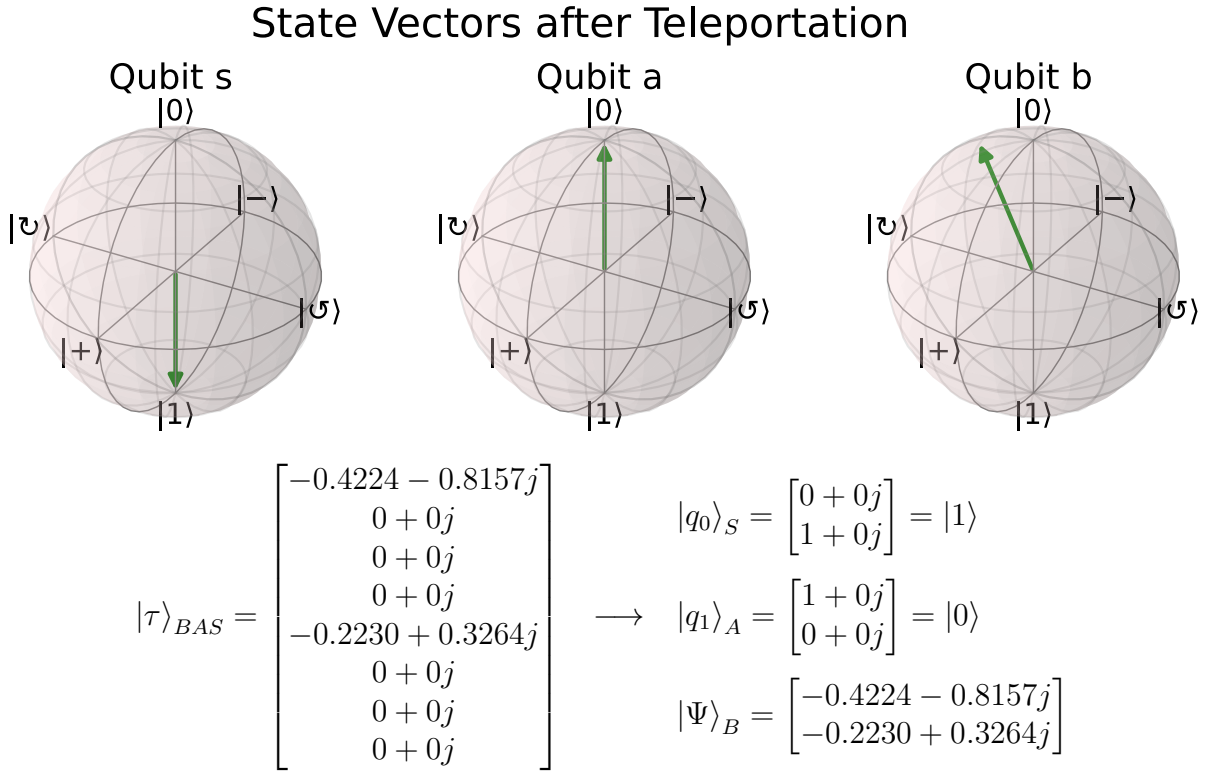 State Vectors after Teleportation
Qubit s Qubit a Qubit b
|0⟩ |0⟩ |0⟩
|−⟩ |−⟩ |−⟩
|↻⟩ |↻⟩ |↻⟩
|↺⟩ |↺⟩ |↺⟩
|+⟩ |+⟩ |+⟩
|1⟩ |1⟩ |1⟩
|τ⟩_BAS = [−0.4224 − 0.8157j
0 + 0j
0 + 0j
0 + 0j
−0.2230 + 0.3264j
0 + 0j
0 + 0j
0 + 0j]
⟶
|q₀⟩_S = [0 + 0j
1 + 0j] = |1⟩
|q₁⟩_A = [1 + 0j
0 + 0j] = |0⟩
|Ψ⟩_B = [−0.4224 − 0.8157j
−0.2230 + 0.3264j]